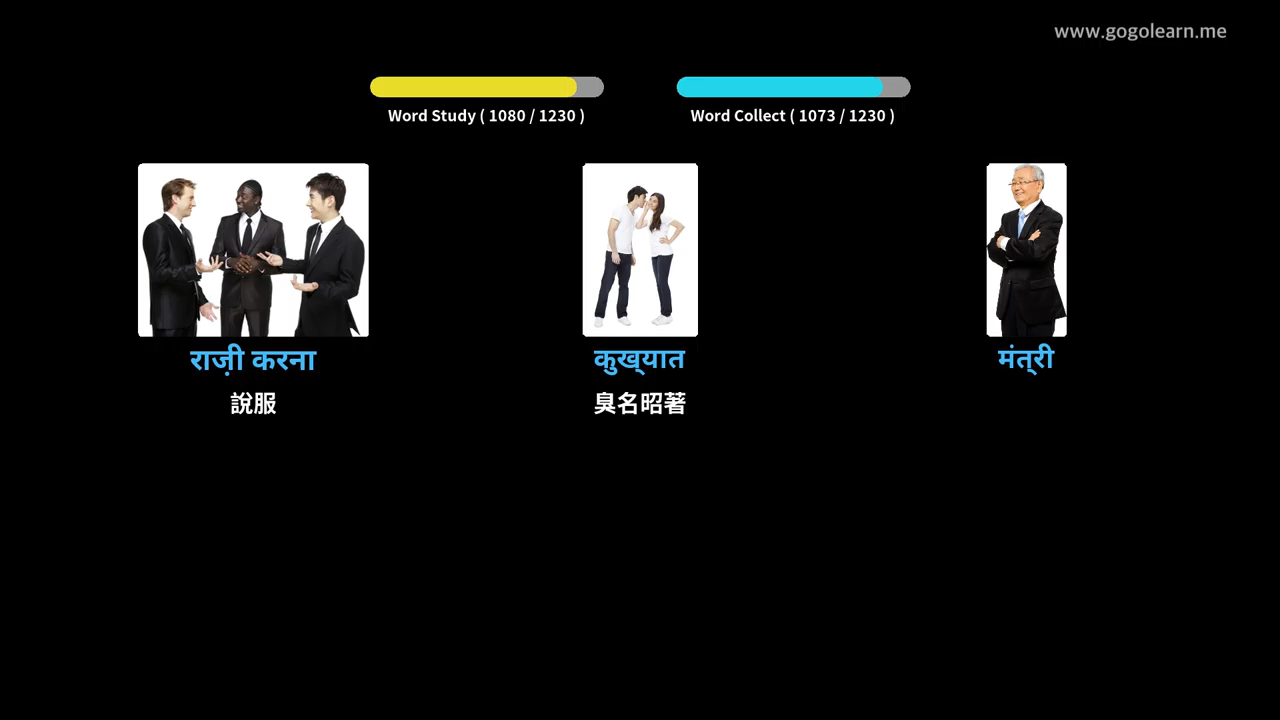 www.gogolearn.me
Word Study ( 1080 / 1230 )
Word Collect ( 1073 / 1230 )
राज़ी करना
कुख्यात
मंत्री
說服
臭名昭著